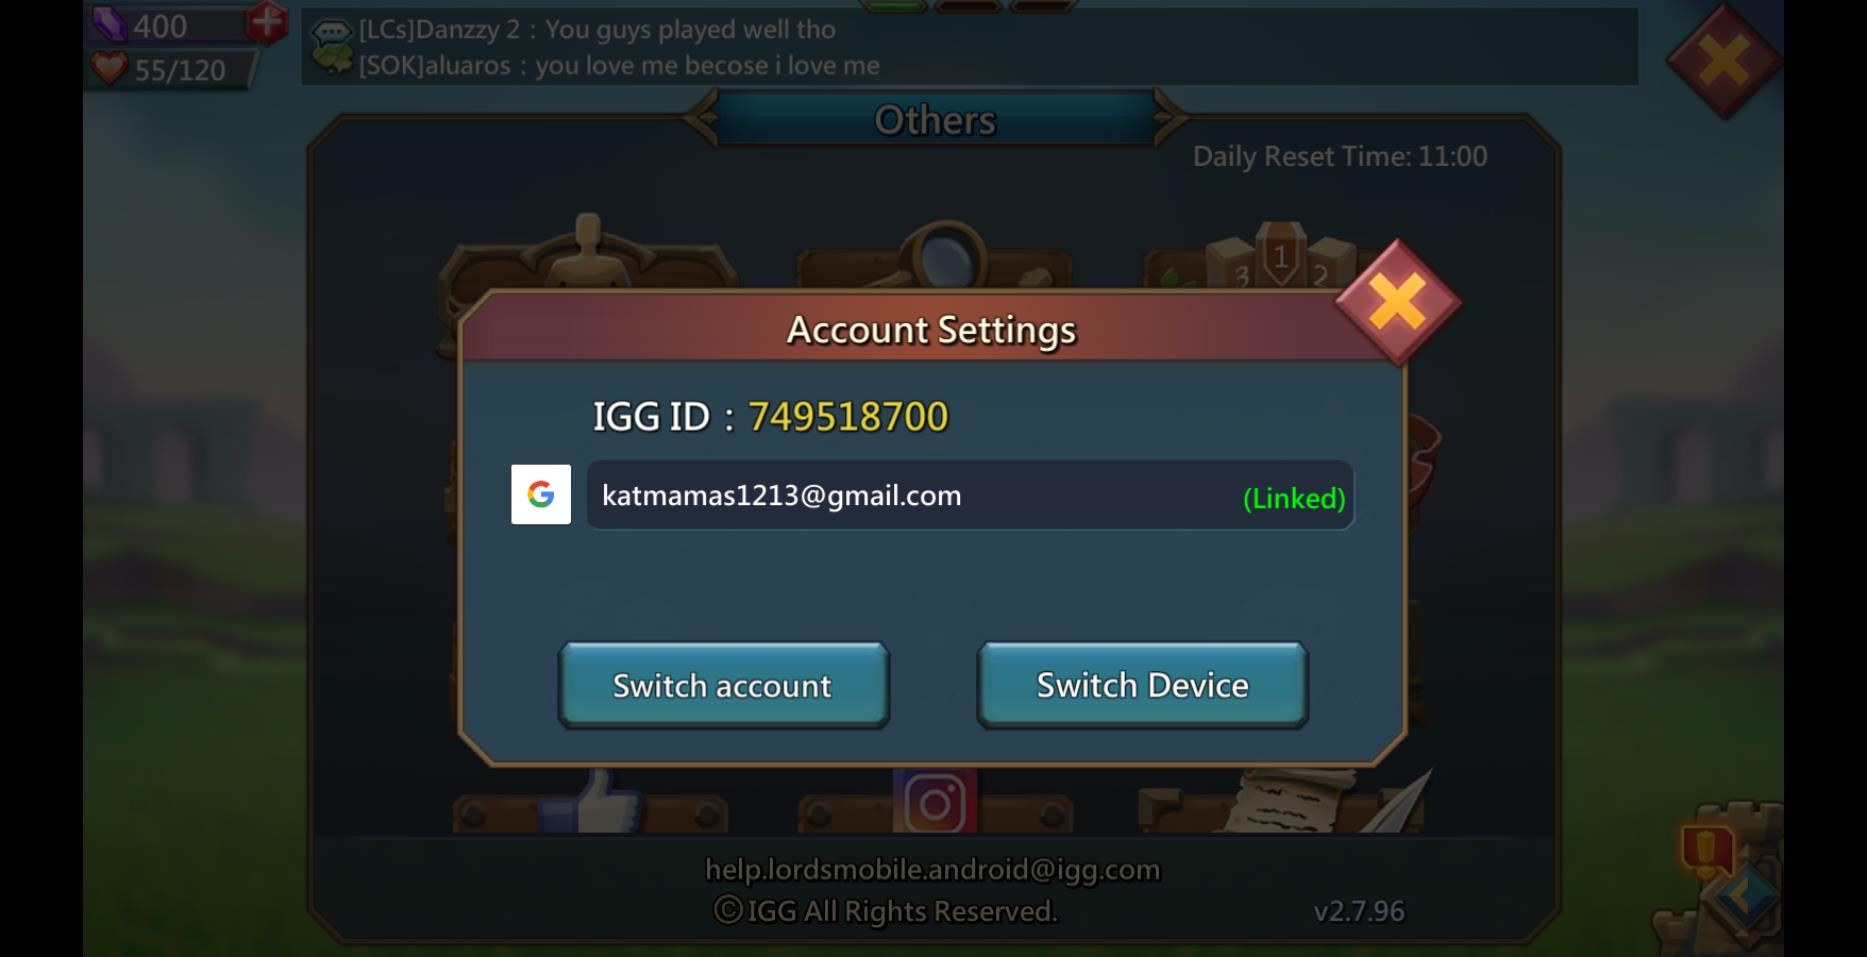 400
55/120
[LCs]Danzzy 2 : You guys played well tho
[SOK]aluaros : you love me becose i love me
Others
Daily Reset Time: 11:00
3 1 2
Account Settings
IGG ID : 749518700
G katmamas1213@gmail.com (Linked)
Switch account
Switch Device
help.lordsmobile.android@igg.com
©IGG All Rights Reserved.
v2.7.96